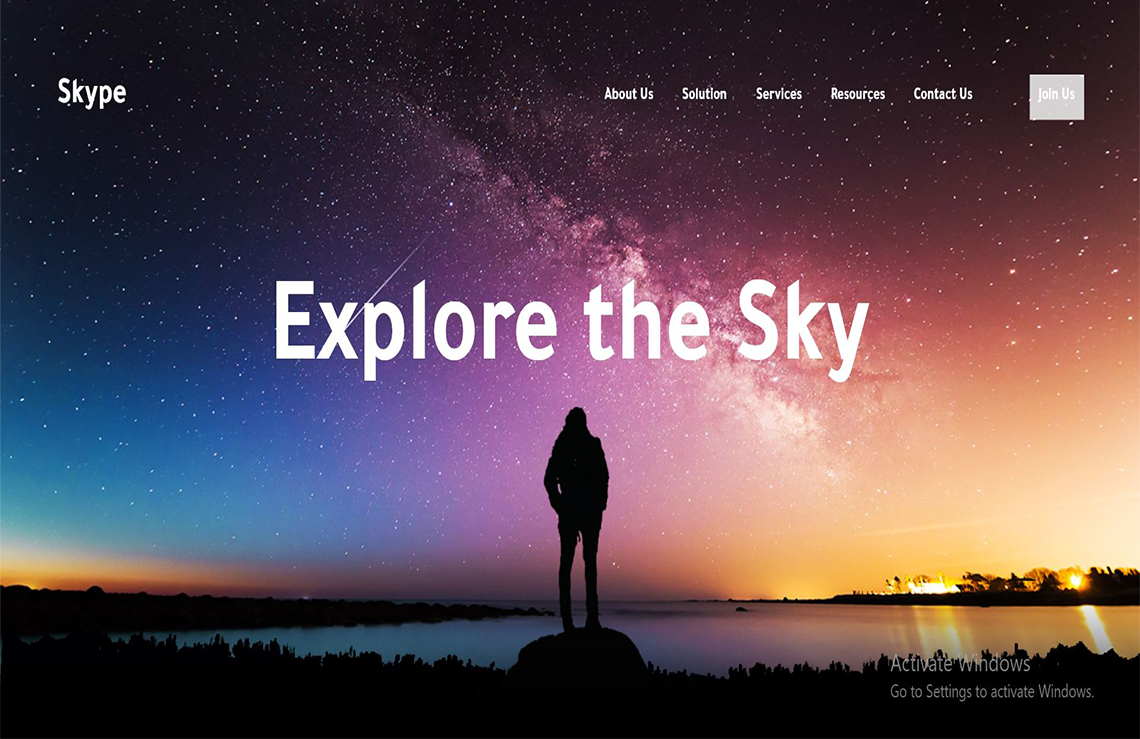 Skype
About Us Solution Services Resources Contact Us Join Us
Explore the Sky
Activate Windows
Go to Settings to activate Windows.